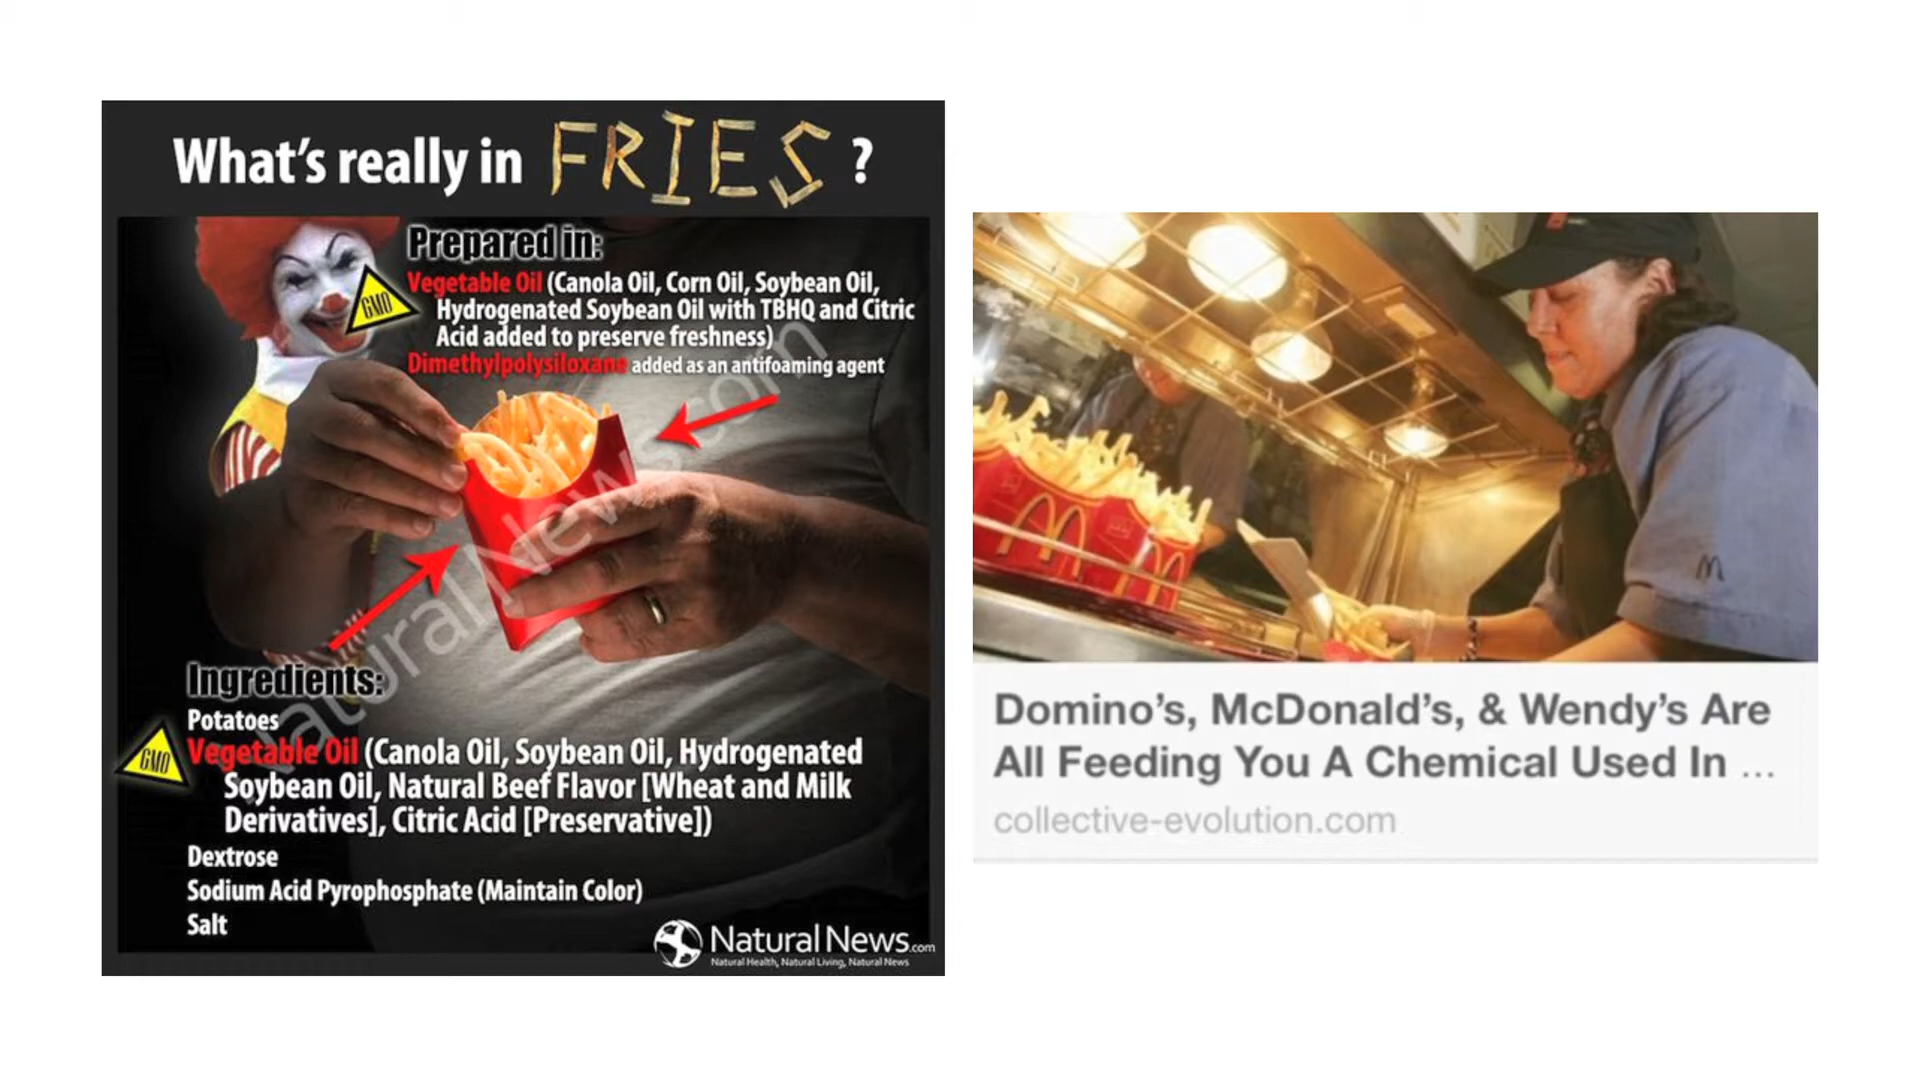 What's really in FRIES ?
Prepared in:
Vegetable Oil (Canola Oil, Corn Oil, Soybean Oil,
Hydrogenated Soybean Oil with TBHQ and Citric
Acid added to preserve freshness)
Dimethylpolysiloxane added as an antifoaming agent
GMO
NaturalNews.com
Ingredients:
Potatoes
GMO
Vegetable Oil (Canola Oil, Soybean Oil, Hydrogenated
Soybean Oil, Natural Beef Flavor [Wheat and Milk
Derivatives], Citric Acid [Preservative])
Dextrose
Sodium Acid Pyrophosphate (Maintain Color)
Salt
NaturalNews.com
Natural Health, Natural Living, Natural News
Domino's, McDonald's, & Wendy's Are
All Feeding You A Chemical Used In ...
collective-evolution.com